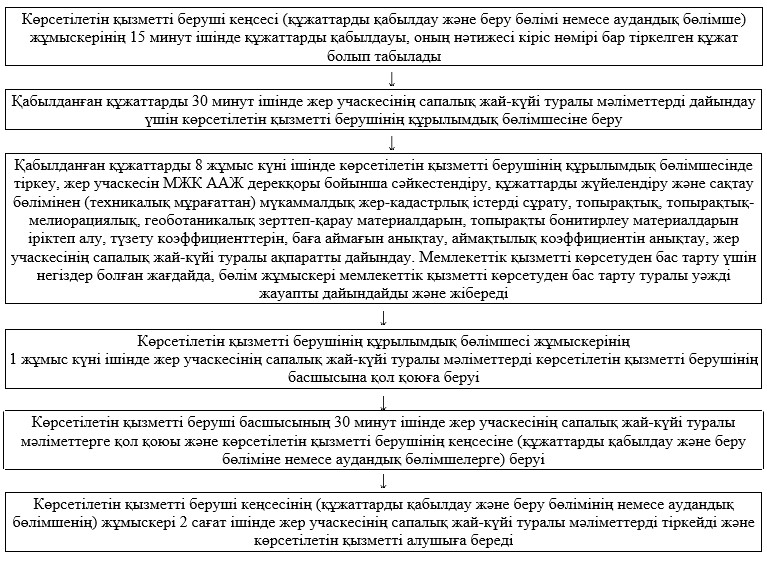 Көрсетілетін қызметті беруші кеңсесі (құжаттарды қабылдау және беру бөлімі немесе аудандық бөлімше)
жұмыскерінің 15 минут ішінде құжаттарды қабылдауы, оның нәтижесі кіріс нөмірі бар тіркелген құжат
болып табылады
↓
Қабылданған құжаттарды 30 минут ішінде жер учаскесінің сапалық жай-күйі туралы мәліметтерді дайындау
үшін көрсетілетін қызметті берушінің құрылымдық бөлімшесіне беру
↓
Қабылданған құжаттарды 8 жұмыс күні ішінде көрсетілетін қызметті берушінің құрылымдық бөлімшесінде
тіркеу, жер учаскесін МЖК ААЖ дерекқоры бойынша сәйкестендіру, құжаттарды жүйелендіру және сақтау
бөлімінен (техникалық мұрағаттан) мұкаммалдық жер-кадастрлық істерді сұрату, топырақтық, топырақтық-
мелиорациялық, геоботаникалық зерттеп-қарау материалдарын, топырақты бонитирлеу материалдарын
іріктеп алу, түзету коэффициенттерін, баға аймағын анықтау, аймақтылық коэффициентін анықтау, жер
учаскесінің сапалық жай-күйі туралы ақпаратты дайындау. Мемлекеттік қызметті көрсетуден бас тарту үшін
негіздер болған жағдайда, бөлім жұмыскері мемлекеттік қызметті көрсетуден бас тарту туралы уәжді
жауапты дайындайды және жібереді
↓
Көрсетілетін қызметті берушінің құрылымдық бөлімшесі жұмыскерінің
1 жұмыс күні ішінде жер учаскесінің сапалық жай-күйі туралы мәліметтерді көрсетілетін қызметті берушінің
басшысына қол қоюға беруі
↓
Көрсетілетін қызметті беруші басшысының 30 минут ішінде жер учаскесінің сапалық жай-күйі туралы
мәліметтерге қол қоюы және көрсетілетін қызметті берушінің кеңсесіне (құжаттарды қабылдау және беру
бөліміне немесе аудандық бөлімшелерге) беруі
↓
Көрсетілетін қызметті беруші кеңсесінің (құжаттарды қабылдау және беру бөлімінің немесе аудандық
бөлімшенің) жұмыскері 2 сағат ішінде жер учаскесінің сапалық жай-күйі туралы мәліметтерді тіркейді және
көрсетілетін қызметті алушыға береді